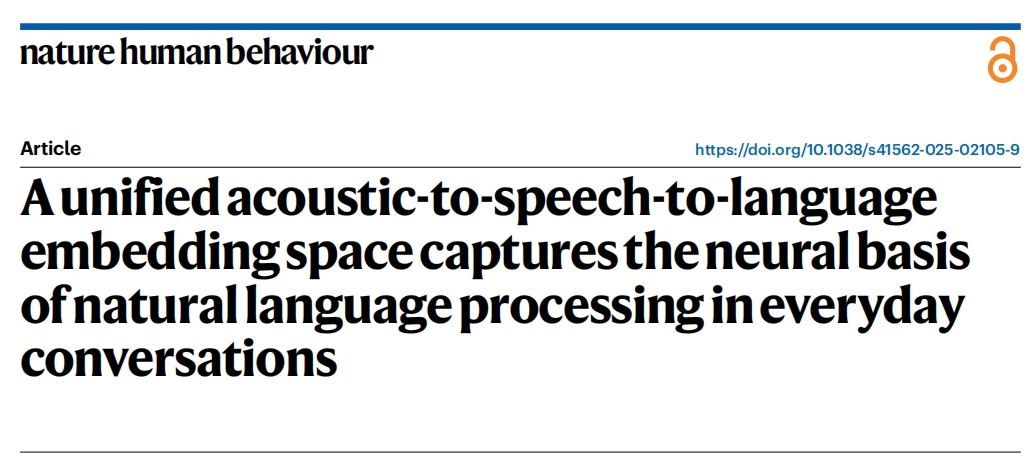 nature human behaviour
Article
https://doi.org/10.1038/s41562-025-02105-9
A unified acoustic-to-speech-to-language
embedding space captures the neural basis
of natural language processing in everyday
conversations